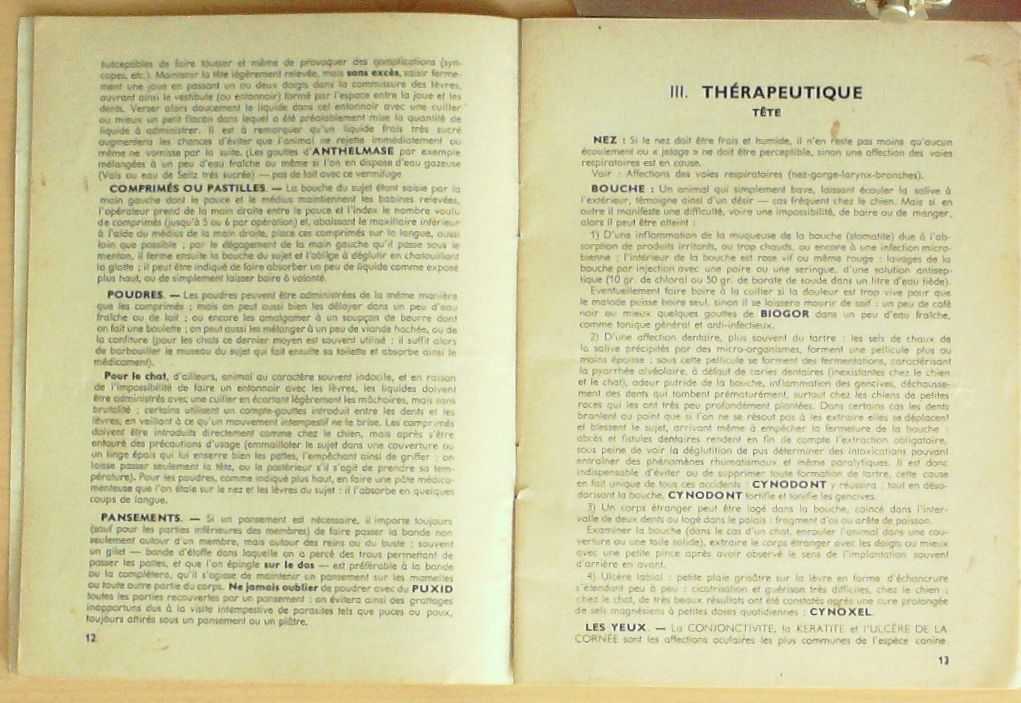 susceptibles de faire tousser et même de provoquer des complications (syn-
copes, etc.). Maintenir la tête légèrement relevée, mais sans excès, saisir ferme-
ment une joue en passant un ou deux doigts dans la commissure des lèvres,
ouvrant ainsi le vestibule (ou entonnoir) formé par l'espace entre la joue et les
dents. Verser alors doucement le liquide dans cet entonnoir avec une cuiller
ou mieux un petit flacon dans lequel a été préalablement mise la quantité de
liquide à administrer. Il est à remarquer qu'un liquide frais très sucré
augmentera les chances d'éviter que l'animal ne rejette immédiatement ou
même ne vomisse par la suite. (Les gouttes d'ANTHELMASE par exemple
mélangées à un peu d'eau fraîche ou même si l'on en dispose d'eau gazeuse
(Vals ou eau de Seltz très sucrée) — pas de lait avec ce vermifuge
COMPRIMÉS OU PASTILLES. — La bouche du sujet étant saisie par la
main gauche dont le pouce et le médius maintiennent les babines relevées,
l'opérateur prend de la main droite entre le pouce et l'index le nombre voulu
de comprimés (jusqu'à 5 ou 6 par opération) et, abaissant le maxillaire inférieur
à l'aide du médius de la main droite, place ces comprimés sur la langue, aussi
loin que possible ; par le dégagement de la main gauche qu'il passe sous le
menton, il ferme ensuite la bouche du sujet et l'oblige à déglutir en chatouillant
la glotte ; il peut être indiqué de faire absorber un peu de liquide comme exposé
plus haut, ou de simplement laisser boire à volonté.
POUDRES. — Les poudres peuvent être administrées de la même manière
que les comprimés ; mais on peut aussi bien les délayer dans un peu d'eau
fraîche ou de lait ; ou encore les amalgamer à un soupçon de beurre dont
on fait une boulette ; on peut aussi les mélanger à un peu de viande hachée, ou de
la confiture (pour les chats ce dernier moyen est souvent utilisé ; il suffit alors
de barbouiller le museau du sujet qui fait ensuite sa toilette et absorbe ainsi le
médicament).
Pour le chat, d'ailleurs, animal au caractère souvent indocile, et en raison
de l'impossibilité de faire un entonnoir avec les lèvres, les liquides doivent
être administrés avec une cuiller en écartant légèrement les mâchoires, mais sans
brutalité ; certains utilisent un compte-gouttes introduit entre les dents et les
lèvres, en veillant à ce qu'un mouvement intempestif ne le brise. Les comprimés
doivent être introduits directement comme chez le chien, mais après s'être
entouré des précautions d'usage (emmailloter le sujet dans une couverture ou
un linge épais qui lui enserre bien les pattes, l'empêchant ainsi de griffer ; on
laisse passer seulement la tête, ou le postérieur s'il s'agit de prendre sa tem-
pérature). Pour les poudres, comme indiqué plus haut, en faire une pâte médica-
menteuse que l'on étale sur le nez et les lèvres du sujet : il l'absorbe en quelques
coups de langue.
PANSEMENTS. — Si un pansement est nécessaire, il importe toujours
(sauf pour les parties inférieures des membres) de faire passer la bande non
seulement autour d'un membre, mais autour des reins ou du buste ; souvent
un gilet — bande d'étoffe dans laquelle on a percé des trous permettant de
passer les pattes, et que l'on épingle sur le dos — est préférable à la bande
ou la complétera, qu'il s'agisse de maintenir un pansement sur les mamelles
ou toute autre partie du corps. Ne jamais oublier de poudrer avec du PUXID
toutes les parties recouvertes par un pansement : on évitera ainsi des grattages
inopportuns dus à la visite intempestive de parasites tels que puces ou poux,
toujours attirés sous un pansement ou un plâtre.
12
III. THÉRAPEUTIQUE
TÊTE
NEZ : Si le nez doit être frais et humide, il n'en reste pas moins qu'aucun
écoulement ou « jetage » ne doit être perceptible, sinon une affection des voies
respiratoires est en cause.
Voir : Affections des voies respiratoires (nez-gorge-larynx-bronches).
BOUCHE : Un animal qui simplement bave, laissant écouler la salive à
l'extérieur, témoigne ainsi d'un désir — cas fréquent chez le chien. Mais si en
outre il manifeste une difficulté, voire une impossibilité, de boire ou de manger,
alors il peut être atteint :
1) D'une inflammation de la muqueuse de la bouche (stomatite) due à l'ab-
sorption de produits irritants, ou trop chauds, ou encore à une infection micro-
bienne ; l'intérieur de la bouche est rose vif ou même rouge : lavages de la
bouche par injection avec une poire ou une seringue, d'une solution antisep-
tique (10 gr. de chloral ou 50 gr. de borate de soude dans un litre d'eau tiède).
Eventuellement faire boire à la cuiller si la douleur est trop vive pour que
le malade puisse boire seul, sinon il se laissera mourir de soif : un peu de café
noir ou mieux quelques gouttes de BIOGOR dans un peu d'eau fraîche,
comme tonique général et anti-infectieux.
2) D'une affection dentaire, plus souvent du tartre : les sels de chaux de
la salive précipités par des micro-organismes, forment une pellicule plus ou
moins épaisse ; sous cette pellicule se forment des fermentations, caractérisant
la pyorrhée alvéolaire, à défaut de caries dentaires (inexistantes chez le chien
et le chat), odeur putride de la bouche, inflammation des gencives, déchausse-
ment des dents qui tombent prématurément, surtout chez les chiens de petites
races qui les ont très peu profondément plantées. Dans certains cas les dents
branlent au point que si l'on ne se résout pas à les extraire elles se déplacent
et blessent le sujet, arrivant même à empêcher la fermeture de la bouche ;
abcès et fistules dentaires rendent en fin de compte l'extraction obligatoire,
sous peine de voir la déglutition de pus déterminer des intoxications pouvant
entraîner des phénomènes rhumatismaux et même paralytiques. Il est donc
indispensable d'éviter ou de supprimer toute formation de tartre, cette cause
en fait unique de tous ces accidents : CYNODONT y réussira ; tout en déso-
dorisant la bouche, CYNODONT fortifie et tonifie les gencives.
3) Un corps étranger peut être logé dans la bouche, coincé dans l'inter-
valle de deux dents ou logé dans le palais : fragment d'os ou arête de poisson.
Examiner la bouche (dans le cas d'un chat, enrouler l'animal dans une cou-
verture ou une toile solide), extraire le corps étranger avec les doigts ou mieux
avec une petite pince après avoir observé le sens de l'implantation souvent
d'arrière en avant.
4) Ulcère labial : petite plaie grisâtre sur la lèvre en forme d'échancrure
s'étendant peu à peu ; cicatrisation et guérison très difficiles, chez le chien ;
chez le chat, de très beaux résultats ont été constatés après une cure prolongée
de sels magnésiens à petites doses quotidiennes : CYNOXEL.
LES YEUX. — La CONJONCTIVITE, la KERATITE et l'ULCÈRE DE LA
CORNÉE sont les affections oculaires les plus communes de l'espèce canine.
13